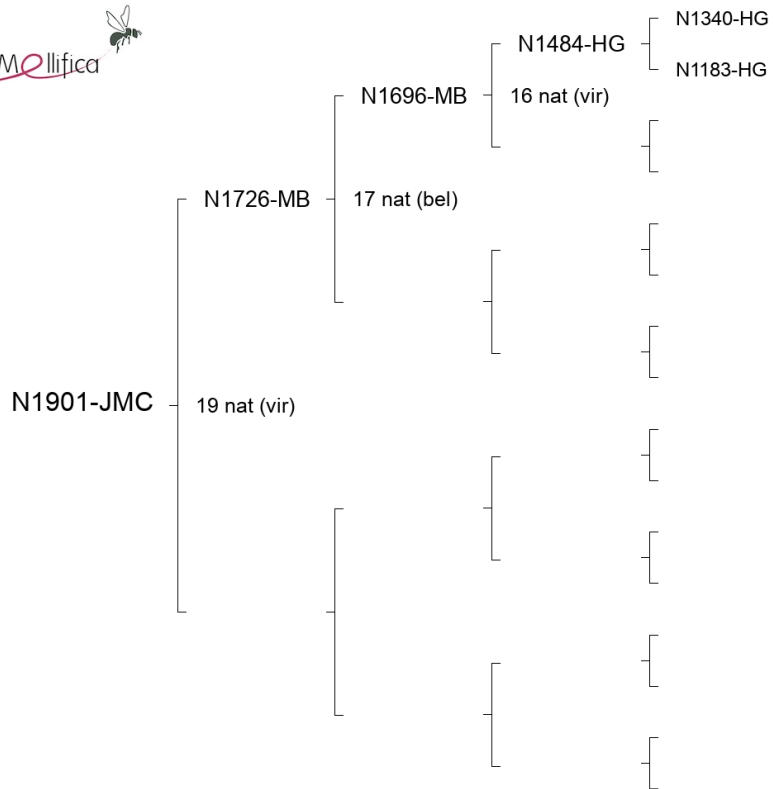 Mellifica
N1340-HG
N1484-HG
N1183-HG
N1696-MB
16 nat (vir)
N1726-MB
17 nat (bel)
N1901-JMC
19 nat (vir)